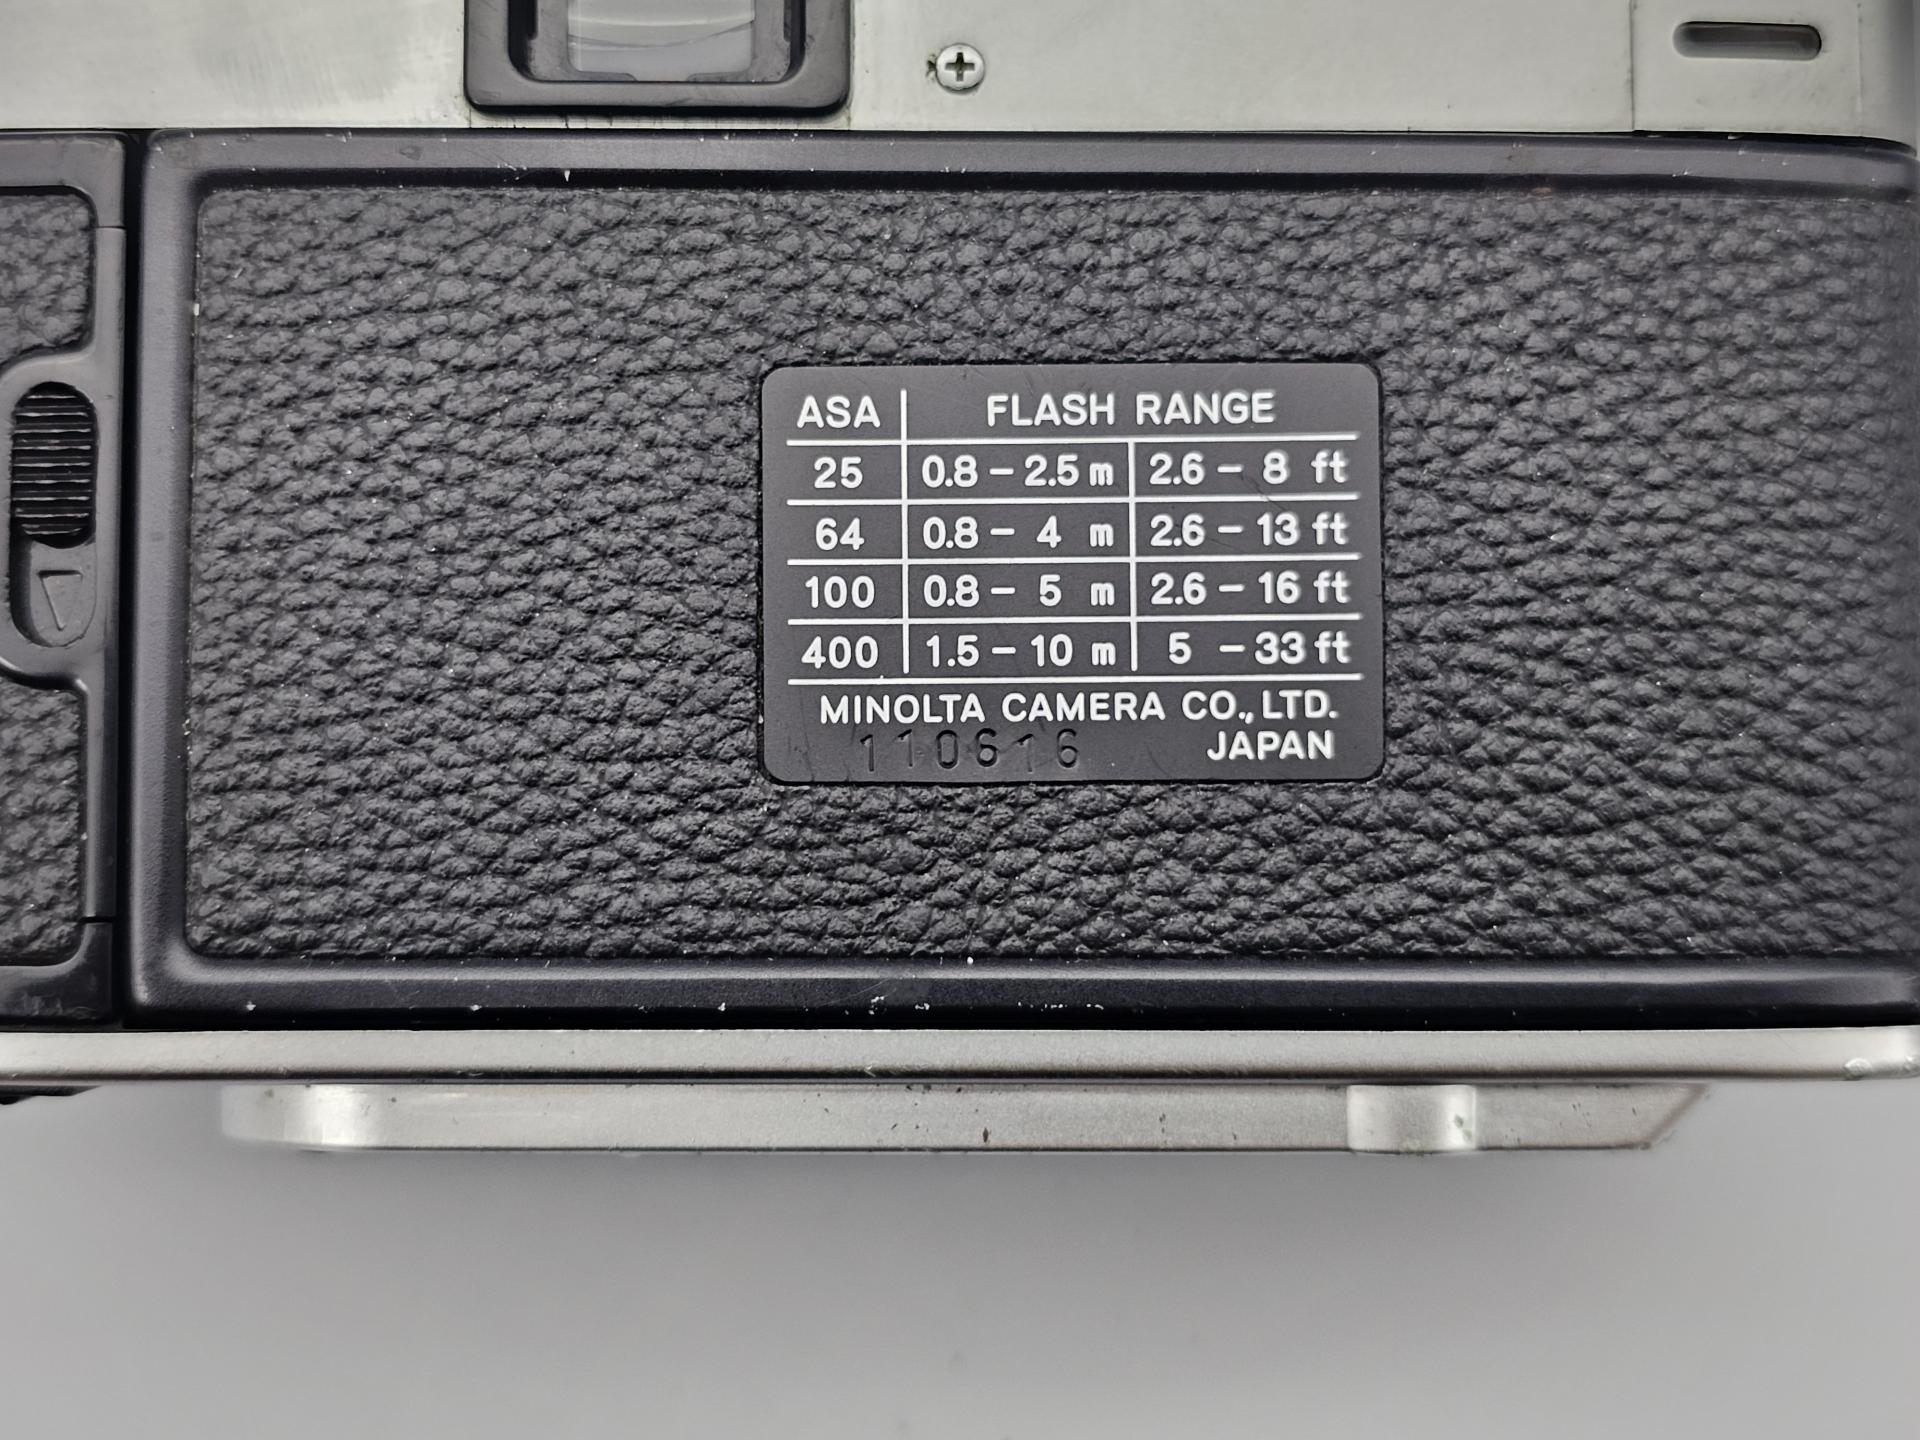 ASA FLASH RANGE
25 0.8 – 2.5 m 2.6 – 8 ft
64 0.8 – 4 m 2.6 – 13 ft
100 0.8 – 5 m 2.6 – 16 ft
400 1.5 – 10 m 5 – 33 ft
MINOLTA CAMERA CO., LTD.
110616 JAPAN